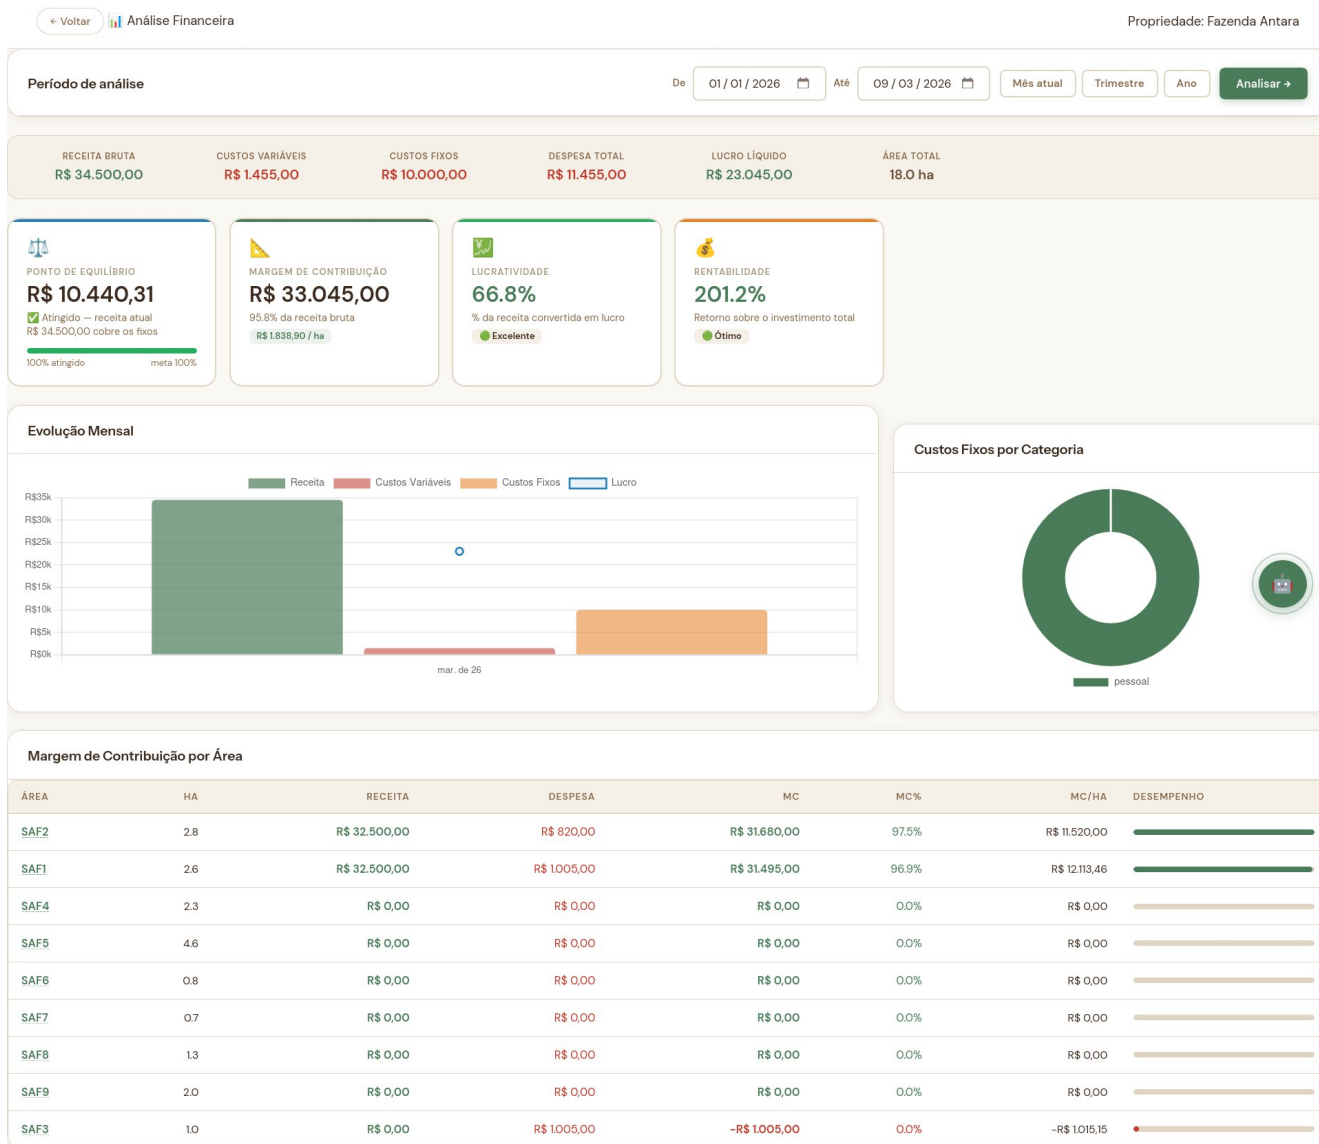 ← Voltar 📊 Análise Financeira
Propriedade: Fazenda Antara
Período de análise
De 01/01/2026 Até 09/03/2026 Mês atual Trimestre Ano Analisar →
RECEITA BRUTA CUSTOS VARIÁVEIS CUSTOS FIXOS DESPESA TOTAL LUCRO LÍQUIDO ÁREA TOTAL
R$ 34.500,00 R$ 1.455,00 R$ 10.000,00 R$ 11.455,00 R$ 23.045,00 18.0 ha
PONTO DE EQUILÍBRIO
R$ 10.440,31
✅ Atingido — receita atual
R$ 34.500,00 cobre os fixos
100% atingido meta 100%
MARGEM DE CONTRIBUIÇÃO
R$ 33.045,00
95.8% da receita bruta
R$ 1.838,90 / ha
LUCRATIVIDADE
66.8%
% da receita convertida em lucro
Excelente
RENTABILIDADE
201.2%
Retorno sobre o investimento total
Ótimo
Evolução Mensal
Receita Custos Variáveis Custos Fixos Lucro
R$35k
R$30k
R$25k
R$20k
R$15k
R$10k
R$5k
R$0k
mar. de 26
Custos Fixos por Categoria
pessoal
Margem de Contribuição por Área
ÁREA HA RECEITA DESPESA MC MC% MC/HA DESEMPENHO
SAF2 2.8 R$ 32.500,00 R$ 820,00 R$ 31.680,00 97.5% R$ 11.520,00
SAF1 2.6 R$ 32.500,00 R$ 1.005,00 R$ 31.495,00 96.9% R$ 12.113,46
SAF4 2.3 R$ 0,00 R$ 0,00 R$ 0,00 0.0% R$ 0,00
SAF5 4.6 R$ 0,00 R$ 0,00 R$ 0,00 0.0% R$ 0,00
SAF6 0.8 R$ 0,00 R$ 0,00 R$ 0,00 0.0% R$ 0,00
SAF7 0.7 R$ 0,00 R$ 0,00 R$ 0,00 0.0% R$ 0,00
SAF8 1.3 R$ 0,00 R$ 0,00 R$ 0,00 0.0% R$ 0,00
SAF9 2.0 R$ 0,00 R$ 0,00 R$ 0,00 0.0% R$ 0,00
SAF3 1.0 R$ 0,00 R$ 1.005,00 -R$ 1.005,00 0.0% -R$ 1.015,15